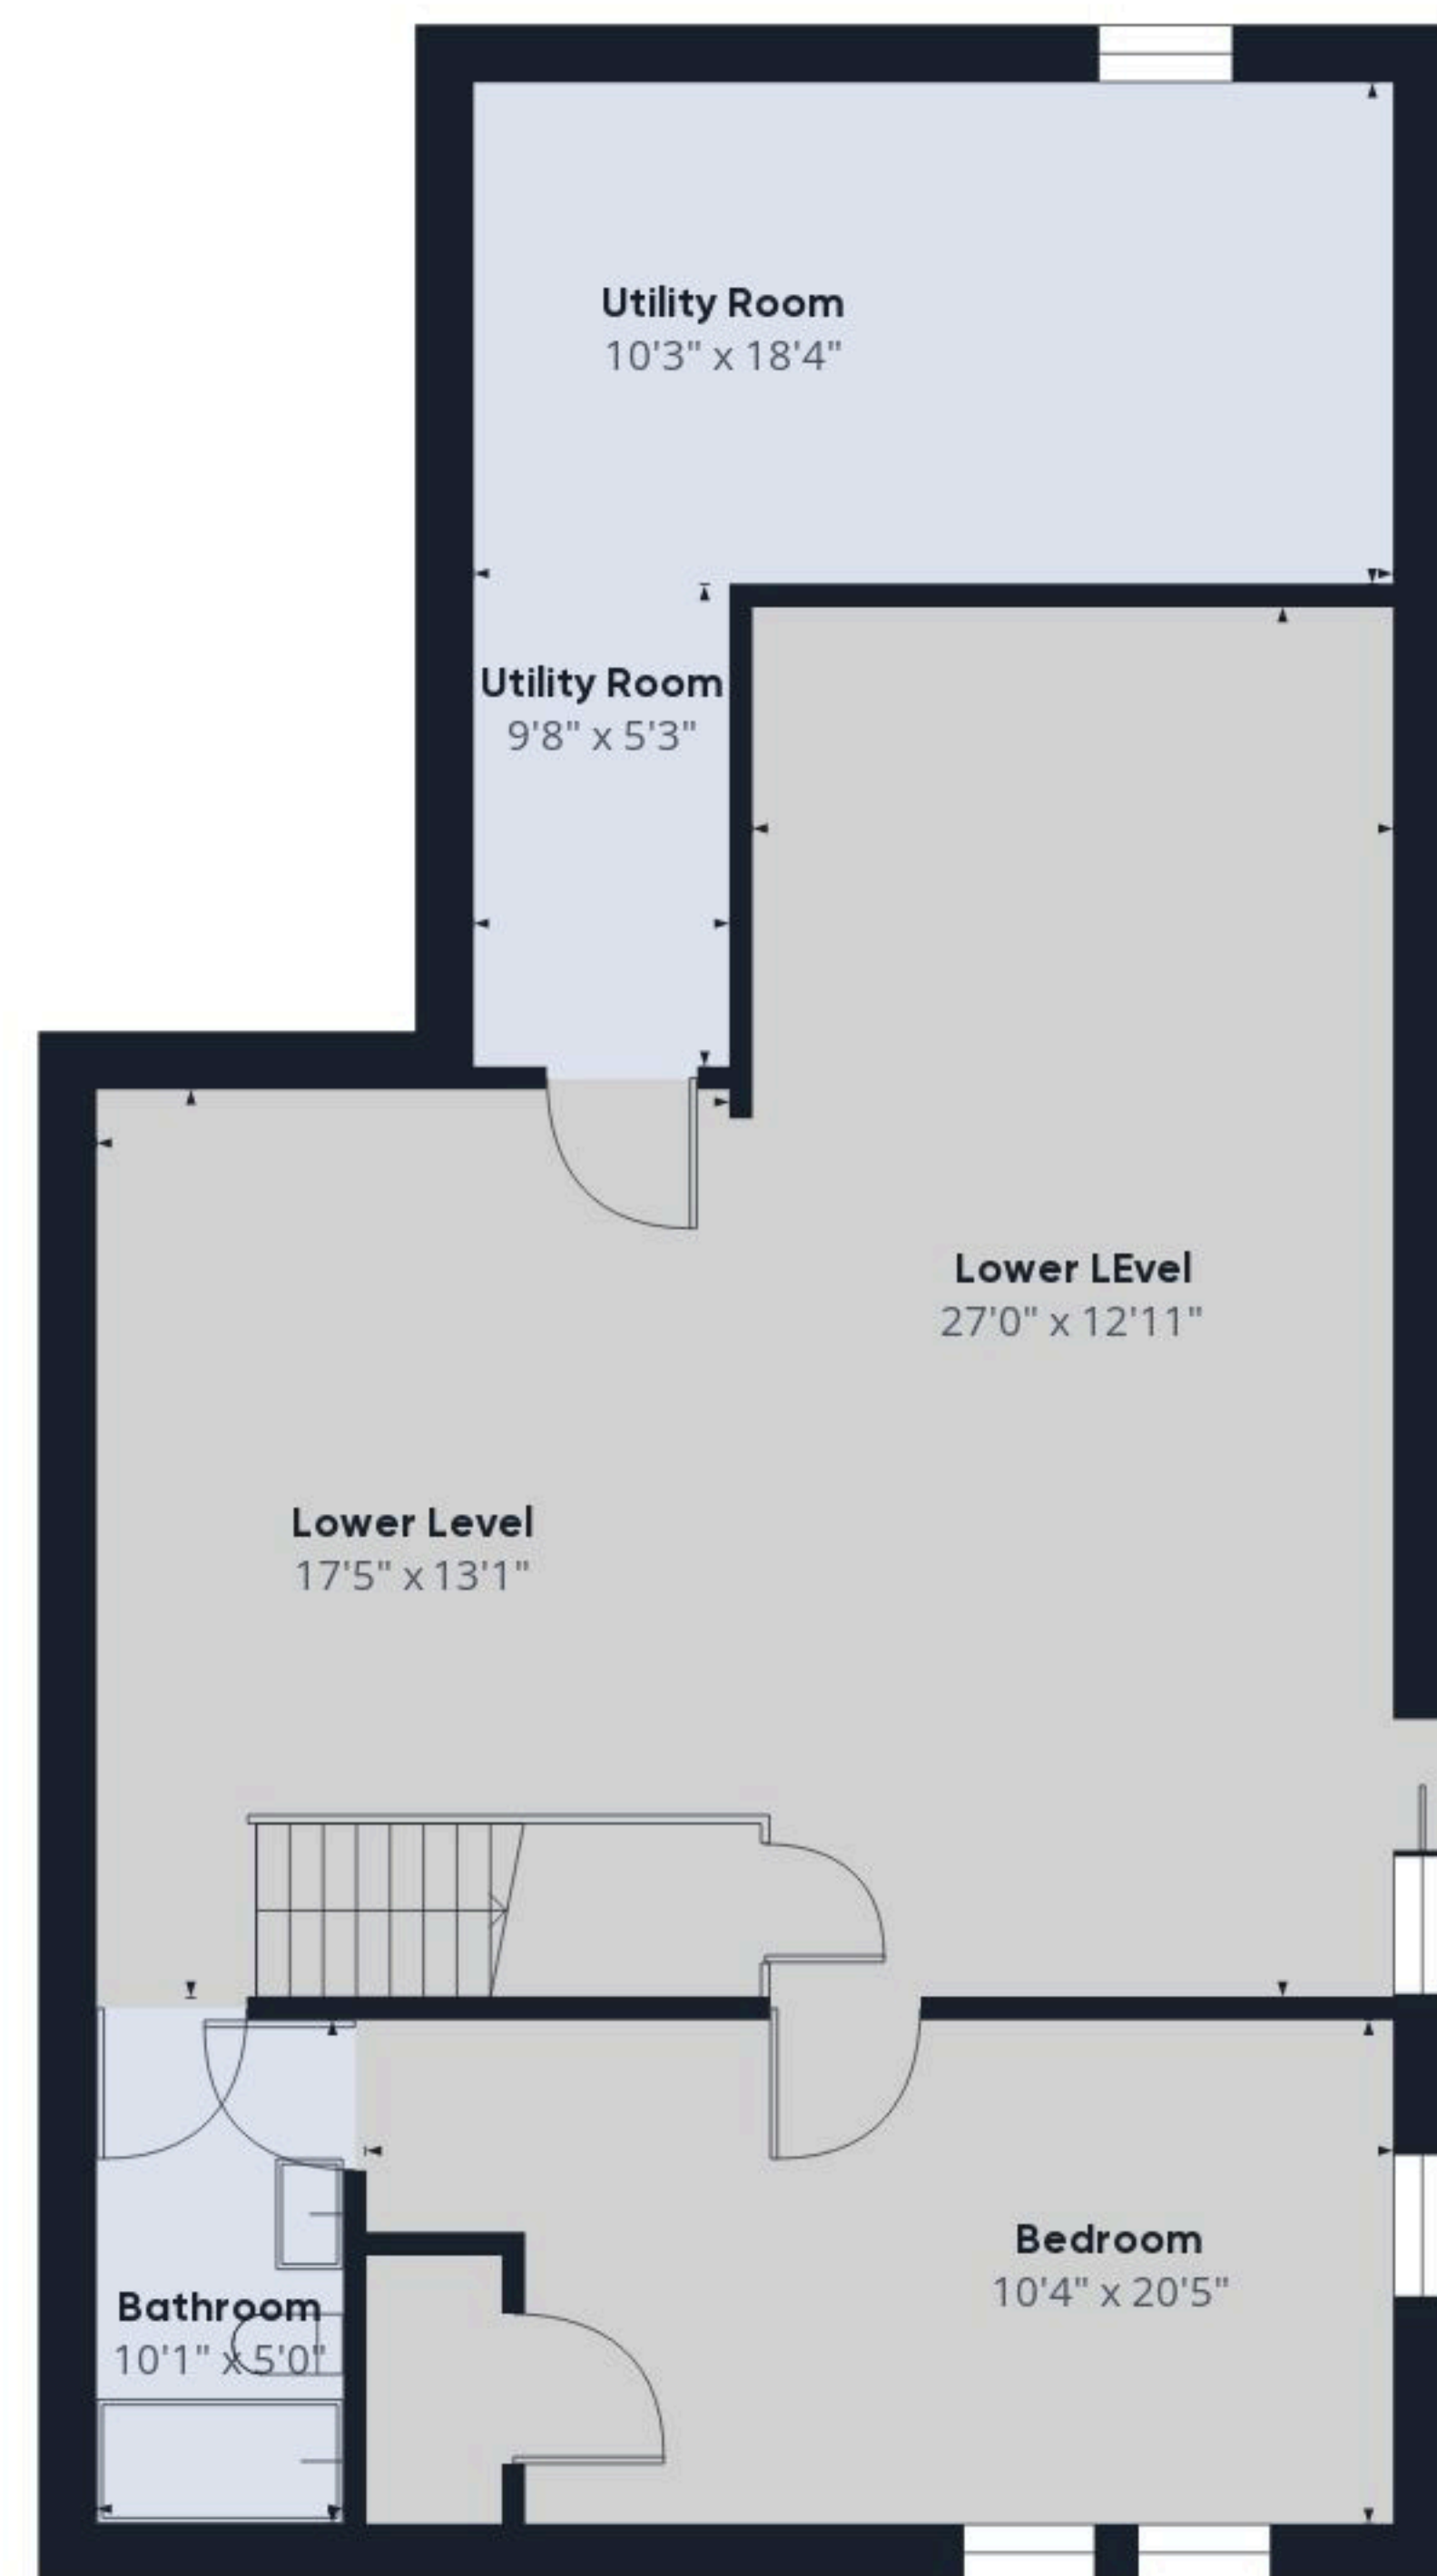 Utility Room
10'3" x 18'4"
Utility Room
9'8" x 5'3"
Lower LEvel
27'0" x 12'11"
Lower Level
17'5" x 13'1"
Bedroom
10'4" x 20'5"
Bathroom
10'1" x 5'0"